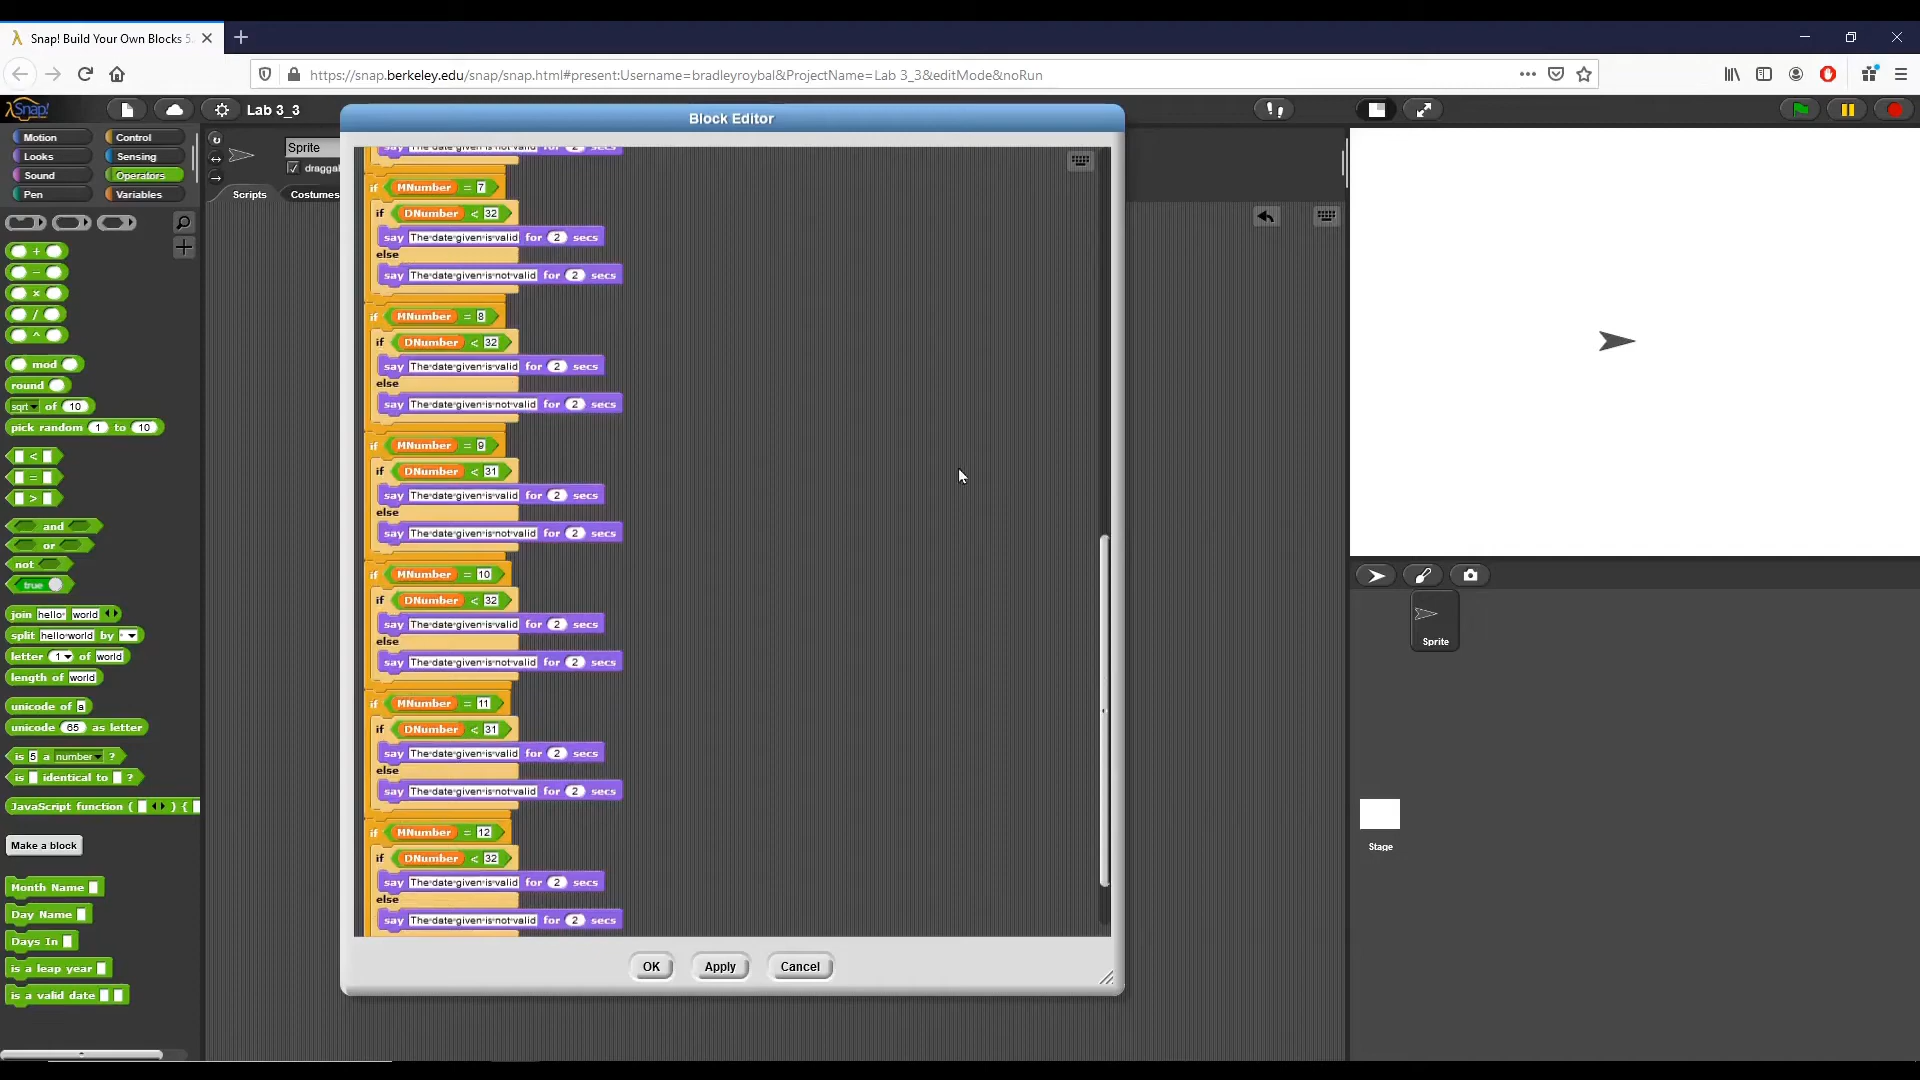 Snap! Build Your Own Blocks 5.
https://snap.berkeley.edu/snap/snap.html#present:Username=bradleyroybal&ProjectName=Lab 3_3&editMode&noRun
Snap!
Lab 3_3
Block Editor
Motion
Control
Looks
Sensing
Sound
Operators
Pen
Variables
Sprite
dragga
Scripts
Costumes
+
−
×
/
^
mod
round
sqrt of 10
pick random 1 to 10
<
=
>
and
or
not
true
join hello world
split hello world by
letter 1 of world
length of world
unicode of a
unicode 65 as letter
is 5 a number ?
is identical to ?
JavaScript function ( ) {
Make a block
Month Name
Day Name
Days In
is a leap year
is a valid date
say The date given is not valid for 2 secs
if MNumber = 7
if DNumber < 32
say The date given is valid for 2 secs
else
say The date given is not valid for 2 secs
if MNumber = 8
if DNumber < 32
say The date given is valid for 2 secs
else
say The date given is not valid for 2 secs
if MNumber = 9
if DNumber < 31
say The date given is valid for 2 secs
else
say The date given is not valid for 2 secs
if MNumber = 10
if DNumber < 32
say The date given is valid for 2 secs
else
say The date given is not valid for 2 secs
if MNumber = 11
if DNumber < 31
say The date given is valid for 2 secs
else
say The date given is not valid for 2 secs
if MNumber = 12
if DNumber < 32
say The date given is valid for 2 secs
else
say The date given is not valid for 2 secs
OK
Apply
Cancel
Sprite
Stage